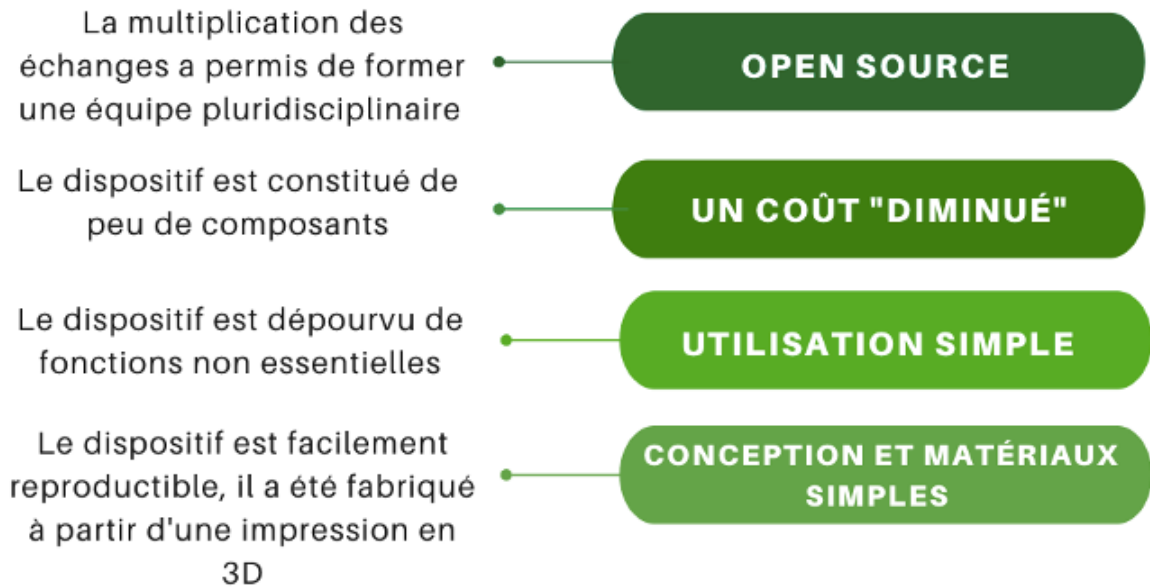 La multiplication des
échanges a permis de former
une équipe pluridisciplinaire
OPEN SOURCE
Le dispositif est constitué de
peu de composants
UN COÛT "DIMINUÉ"
Le dispositif est dépourvu de
fonctions non essentielles
UTILISATION SIMPLE
Le dispositif est facilement
reproductible, il a été fabriqué
à partir d'une impression en
3D
CONCEPTION ET MATÉRIAUX
SIMPLES